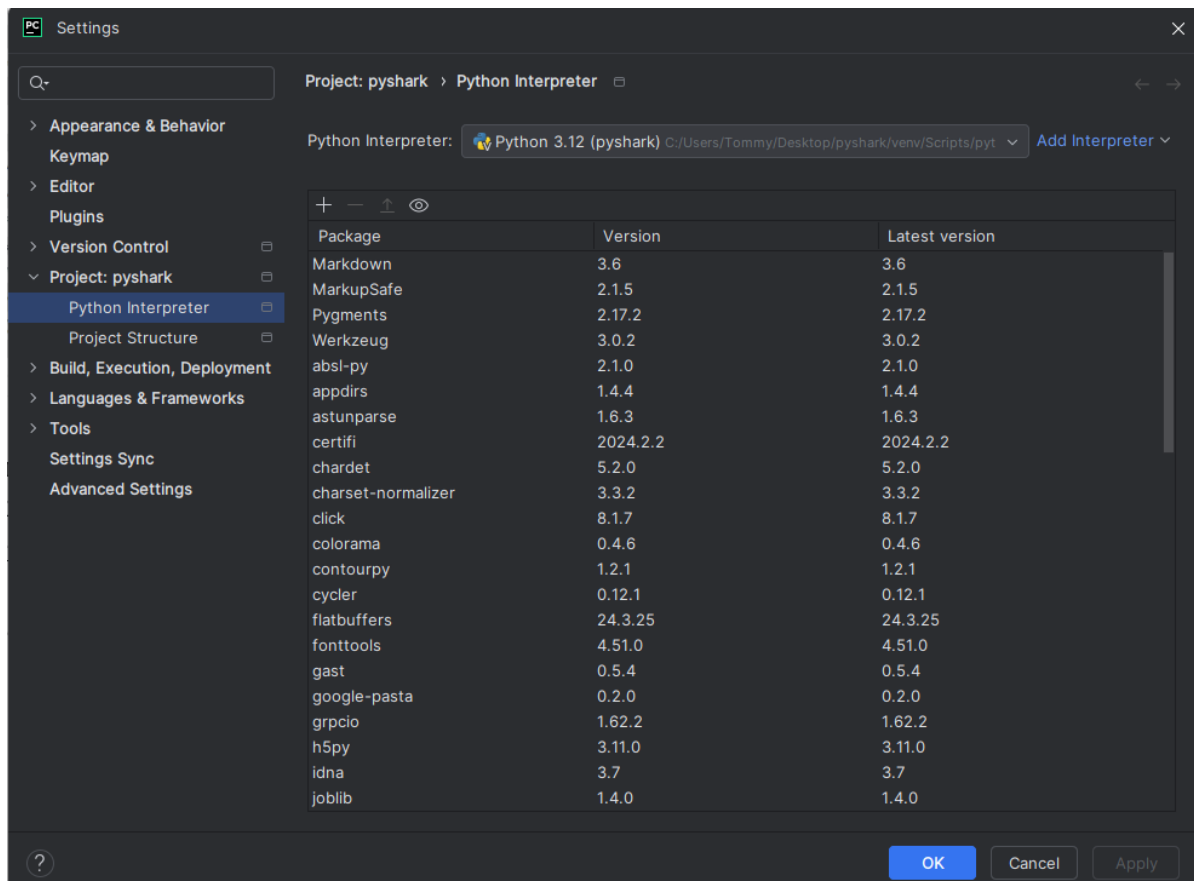 PC Settings
Project: pyshark › Python Interpreter
Appearance & Behavior
Keymap
Editor
Plugins
Version Control
Project: pyshark
Python Interpreter
Project Structure
Build, Execution, Deployment
Languages & Frameworks
Tools
Settings Sync
Advanced Settings
Python Interpreter: Python 3.12 (pyshark) C:/Users/Tommy/Desktop/pyshark/venv/Scripts/pyt Add Interpreter
Package Version Latest version
Markdown 3.6 3.6
MarkupSafe 2.1.5 2.1.5
Pygments 2.17.2 2.17.2
Werkzeug 3.0.2 3.0.2
absl-py 2.1.0 2.1.0
appdirs 1.4.4 1.4.4
astunparse 1.6.3 1.6.3
certifi 2024.2.2 2024.2.2
chardet 5.2.0 5.2.0
charset-normalizer 3.3.2 3.3.2
click 8.1.7 8.1.7
colorama 0.4.6 0.4.6
contourpy 1.2.1 1.2.1
cycler 0.12.1 0.12.1
flatbuffers 24.3.25 24.3.25
fonttools 4.51.0 4.51.0
gast 0.5.4 0.5.4
google-pasta 0.2.0 0.2.0
grpcio 1.62.2 1.62.2
h5py 3.11.0 3.11.0
idna 3.7 3.7
joblib 1.4.0 1.4.0
? OK Cancel Apply